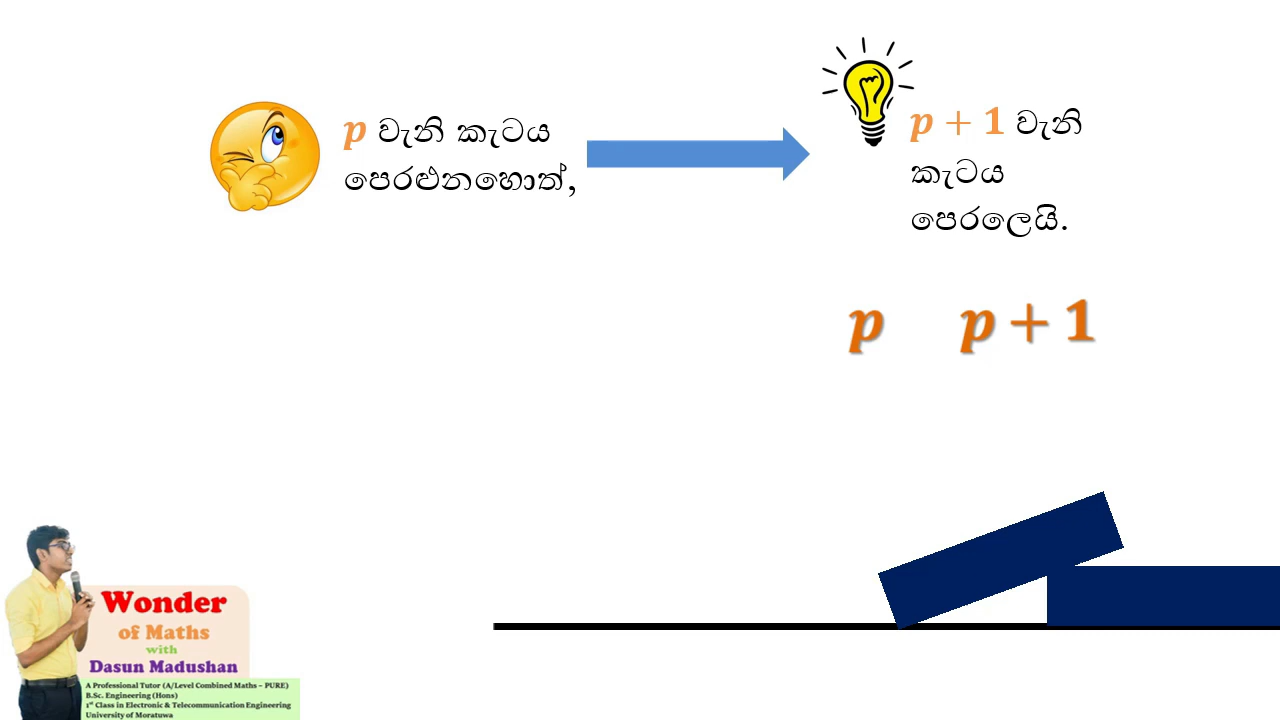 p වැනි කැටය
පෙරළුනහොත්,
p + 1 වැනි
කැටය
පෙරලෙයි.
p p + 1
Wonder
of Maths
with
Dasun Madushan
A Professional Tutor (A/Level Combined Maths – PURE)
B.Sc. Engineering (Hons)
1st Class in Electronic & Telecommunication Engineering
University of Moratuwa